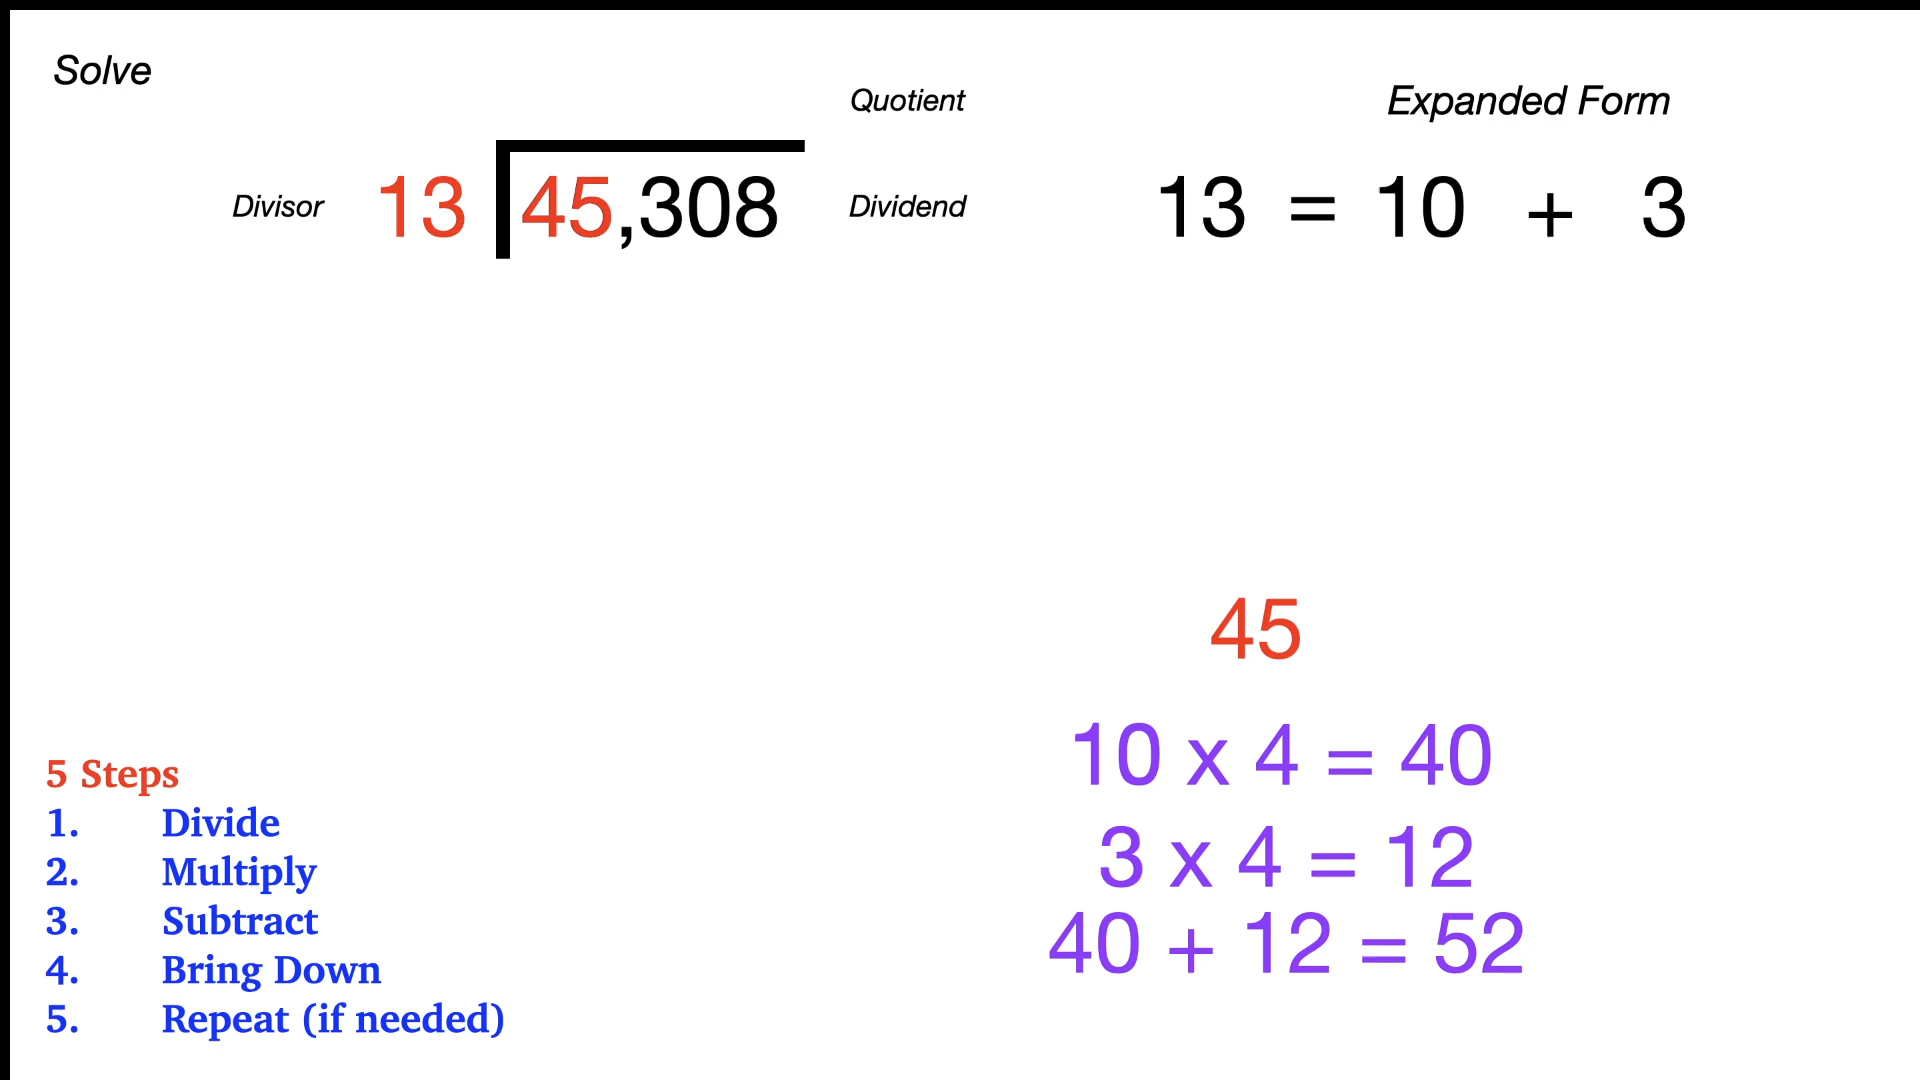 Solve
Quotient
Expanded Form
Divisor 13 45,308 Dividend
13 = 10 + 3
45
10 x 4 = 40
3 x 4 = 12
40 + 12 = 52
5 Steps
1. Divide
2. Multiply
3. Subtract
4. Bring Down
5. Repeat (if needed)